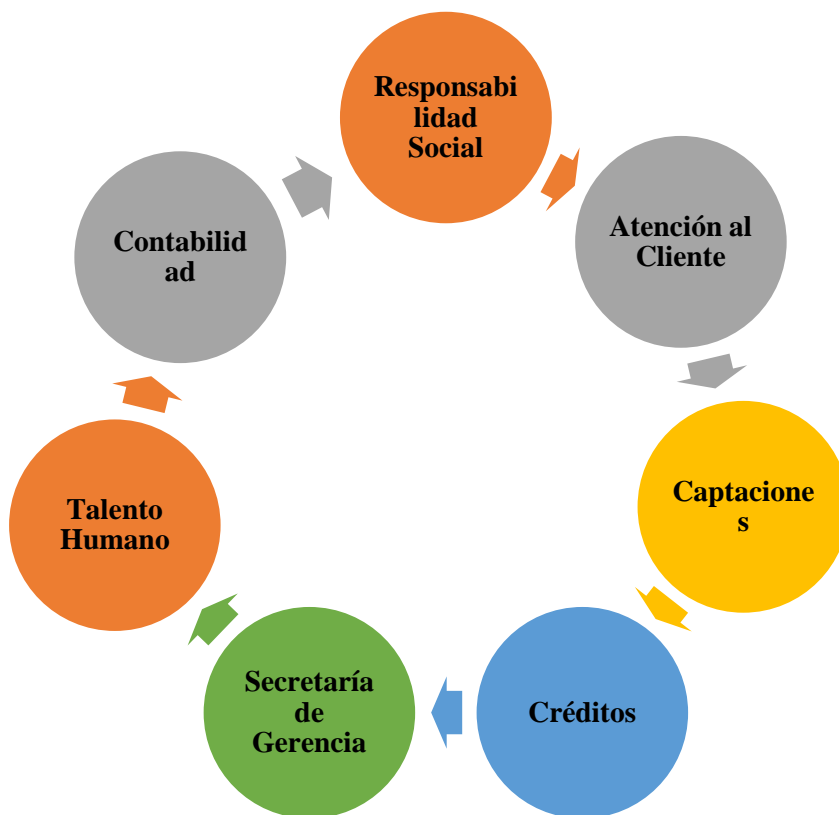 Responsabi
lidad
Social
Atención al
Cliente
Captacione
s
Créditos
Secretaría
de
Gerencia
Talento
Humano
Contabilid
ad